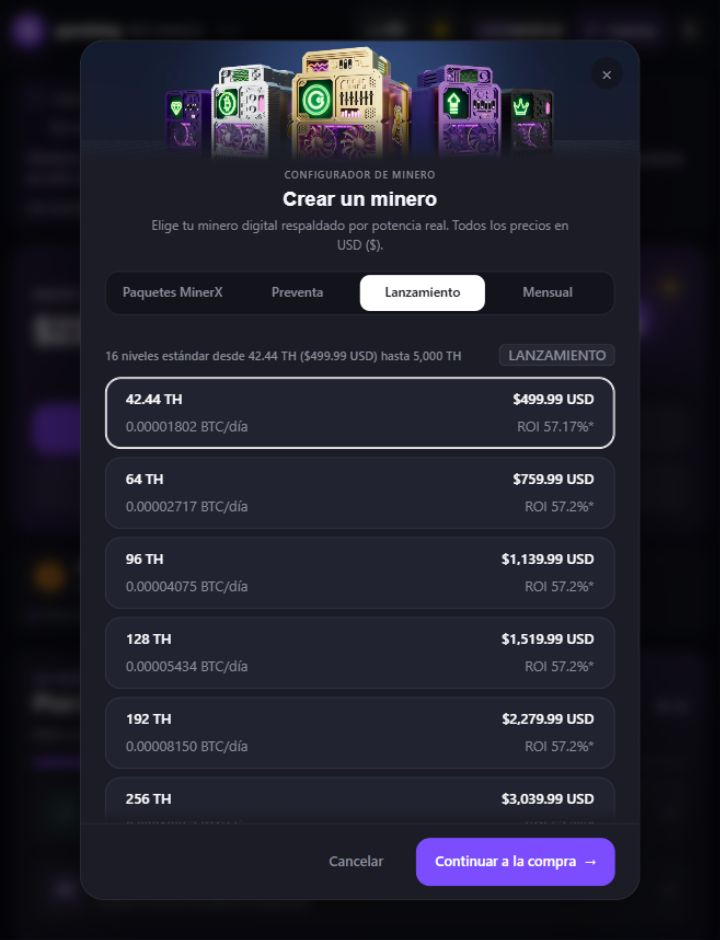 CONFIGURADOR DE MINERO
Crear un minero
Elige tu minero digital respaldado por potencia real. Todos los precios en
USD ($).
Paquetes MinerX
Preventa
Lanzamiento
Mensual
16 niveles estándar desde 42.44 TH ($499.99 USD) hasta 5,000 TH
LANZAMIENTO
42.44 TH
$499.99 USD
0.00001802 BTC/día
ROI 57.17%*
64 TH
$759.99 USD
0.00002717 BTC/día
ROI 57.2%*
96 TH
$1,139.99 USD
0.00004075 BTC/día
ROI 57.2%*
128 TH
$1,519.99 USD
0.00005434 BTC/día
ROI 57.2%*
192 TH
$2,279.99 USD
0.00008150 BTC/día
ROI 57.2%*
256 TH
$3,039.99 USD
Cancelar
Continuar a la compra →